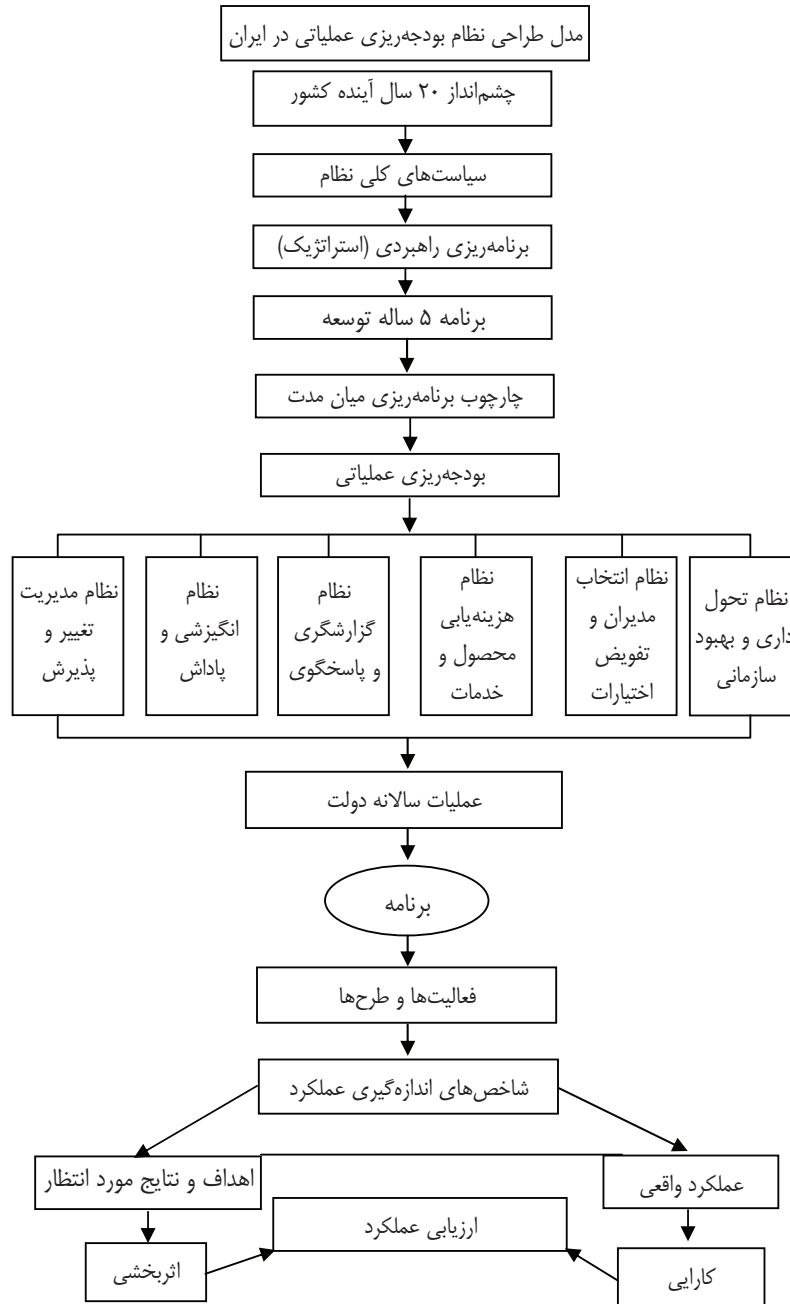 مدل طراحی نظام بودجه‌ریزی عملیاتی در ایران
چشم‌انداز ۲۰ سال آینده کشور
سیاست‌های کلی نظام
برنامه‌ریزی راهبردی (استراتژیک)
برنامه ۵ ساله توسعه
چارچوب برنامه‌ریزی میان مدت
بودجه‌ریزی عملیاتی
نظام تحول
داری و بهبود
سازمانی
نظام انتخاب
مدیران و
تفویض
اختیارات
نظام
هزینه‌یابی
محصول و
خدمات
نظام
گزارشگری
و پاسخگوی
نظام
انگیزشی و
پاداش
نظام مدیریت
تغییر و
پذیرش
عملیات سالانه دولت
برنامه
فعالیت‌ها و طرح‌ها
شاخص‌های اندازه‌گیری عملکرد
عملکرد واقعی
اهداف و نتایج مورد انتظار
ارزیابی عملکرد
کارایی
اثربخشی